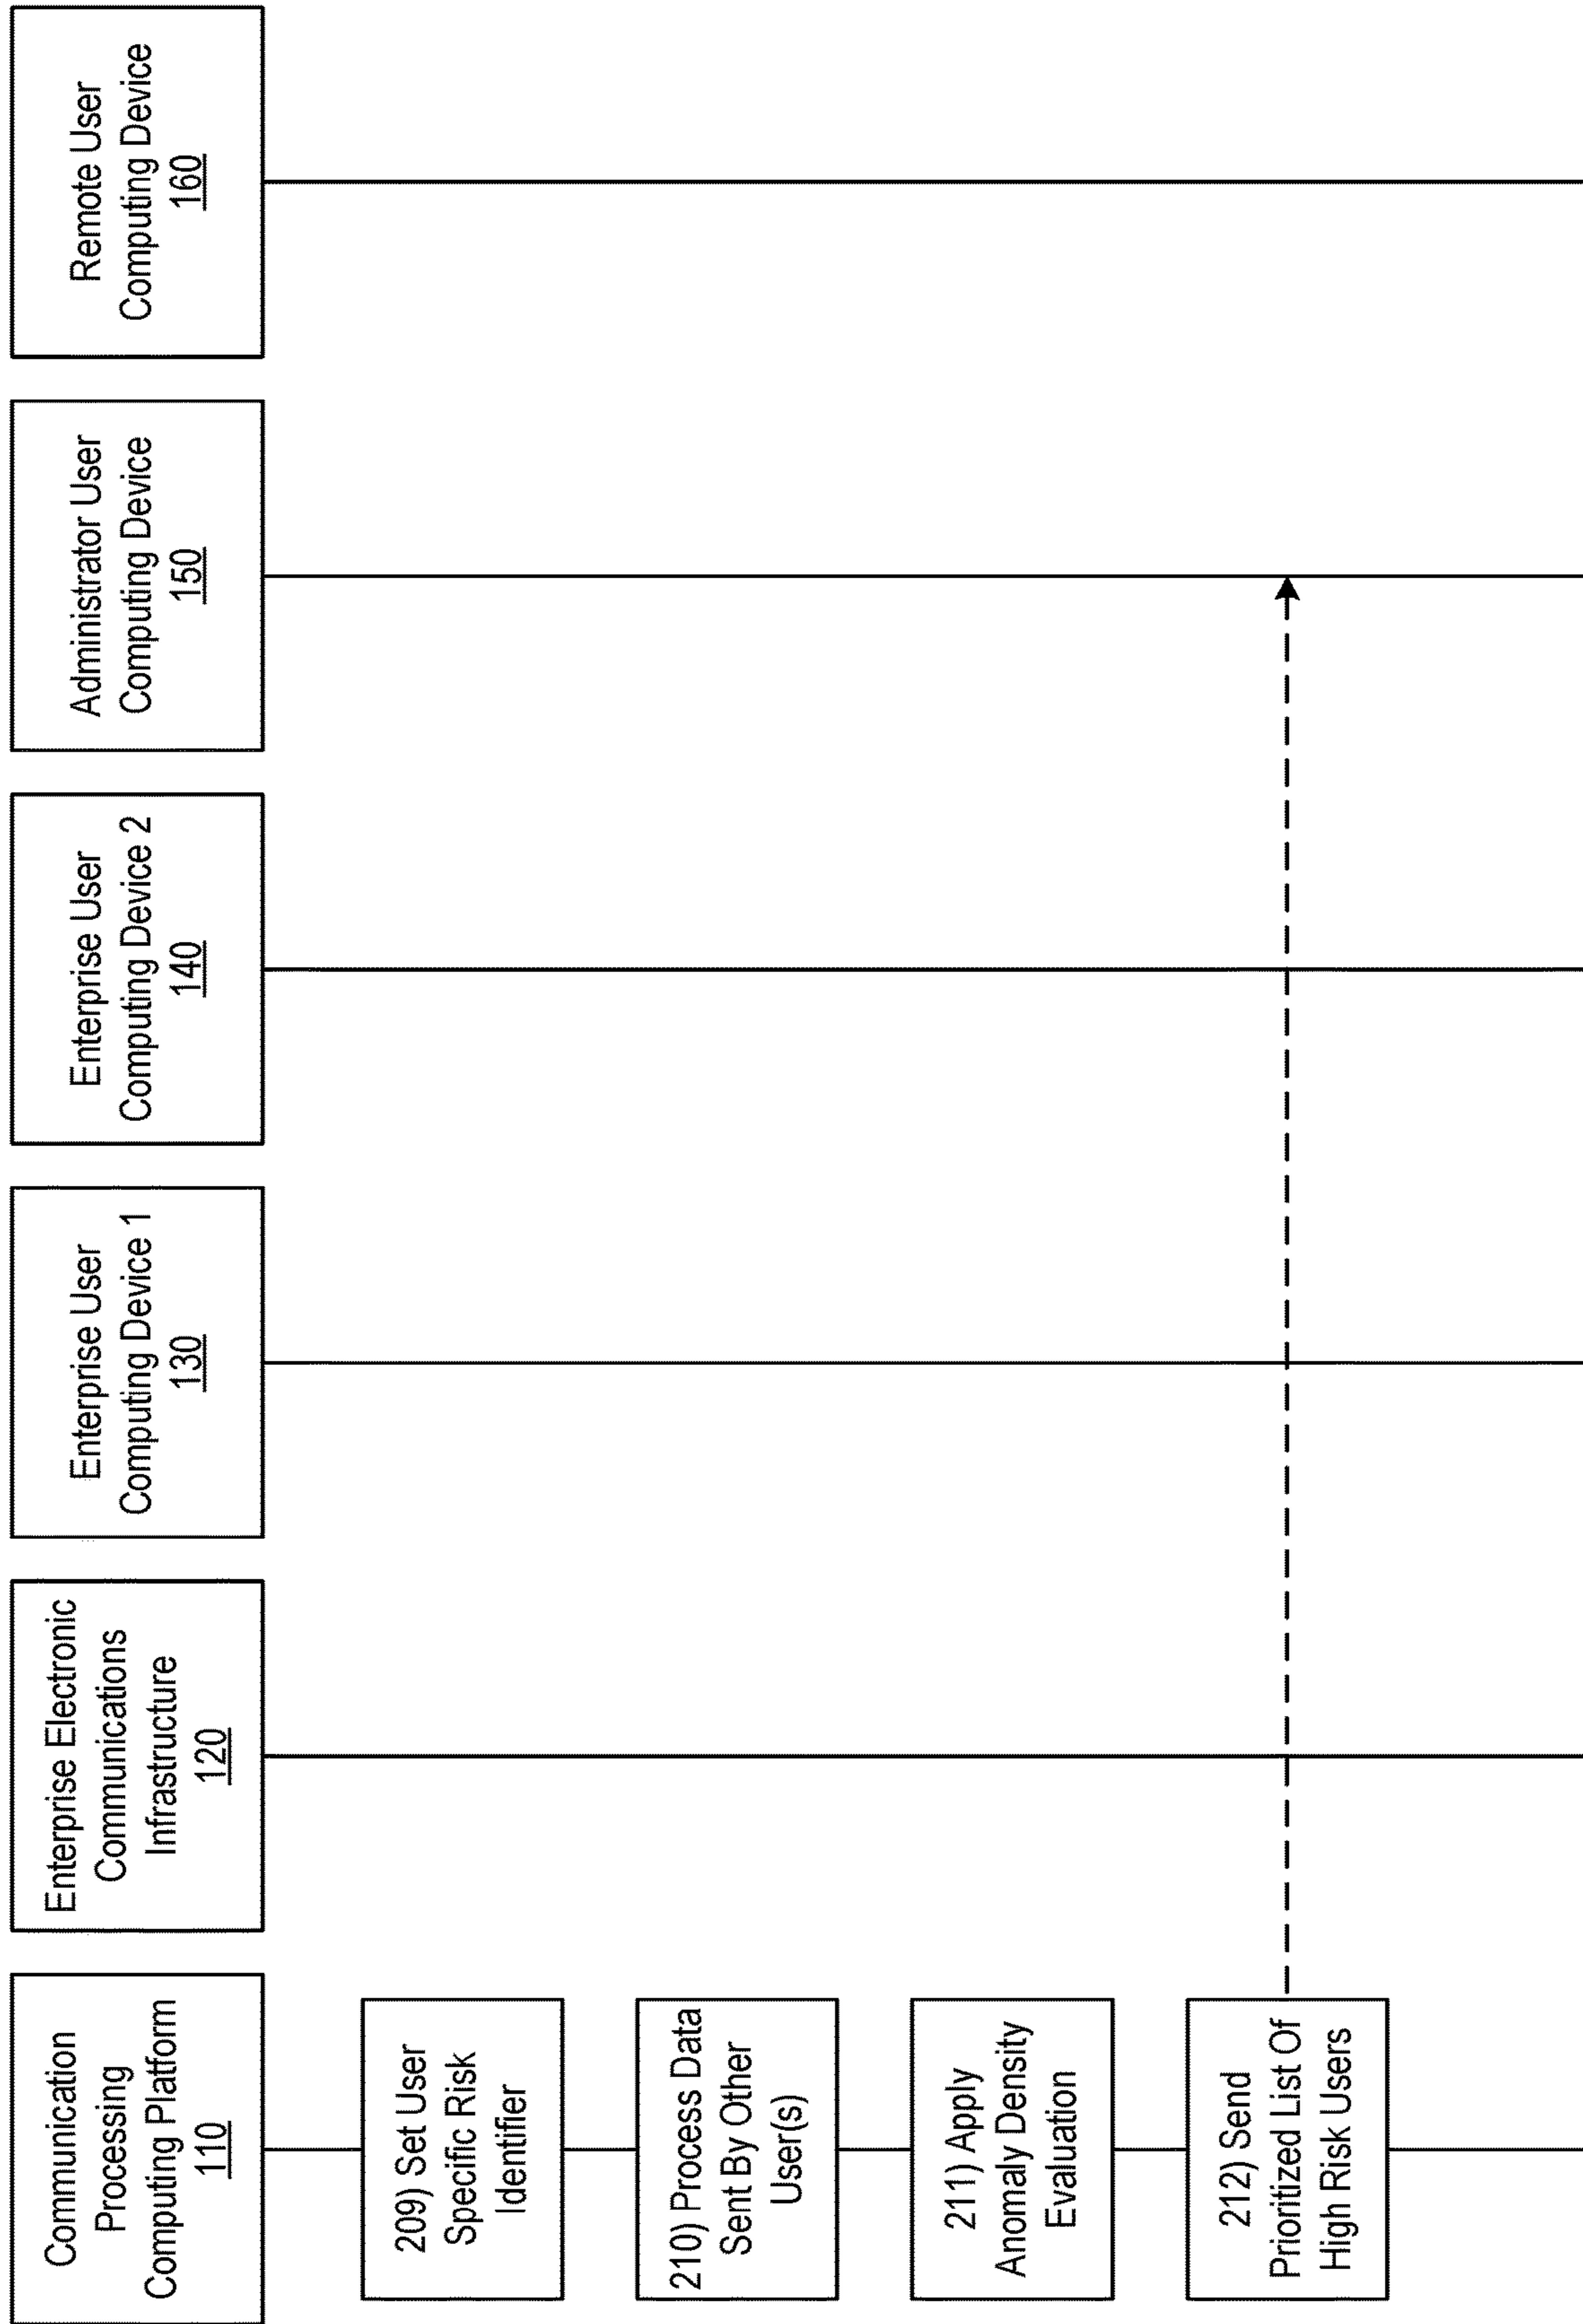 Communication
Processing
Computing Platform
110
Enterprise Electronic
Communications
Infrastructure
120
Enterprise User
Computing Device 1
130
Enterprise User
Computing Device 2
140
Administrator User
Computing Device
150
Remote User
Computing Device
160
209) Set User
Specific Risk
Identifier
210) Process Data
Sent By Other
User(s)
211) Apply
Anomaly Density
Evaluation
212) Send
Prioritized List Of
High Risk Users